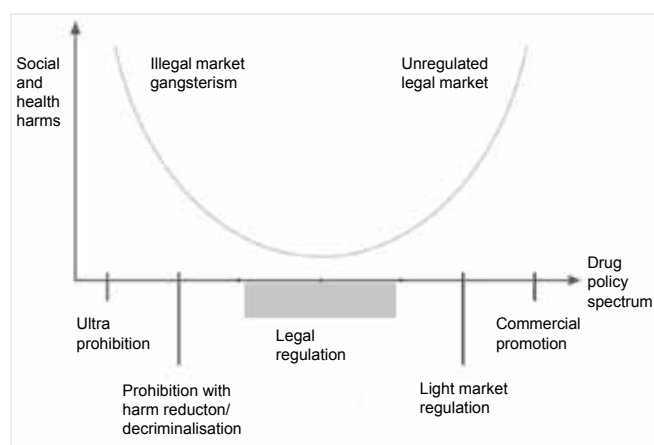 Social
and
health
harms
Illegal market
gangsterism
Unregulated
legal market
Drug
policy
spectrum
Ultra
prohibition
Legal
regulation
Commercial
promotion
Prohibition with
harm reducton/
decriminalisation
Light market
regulation